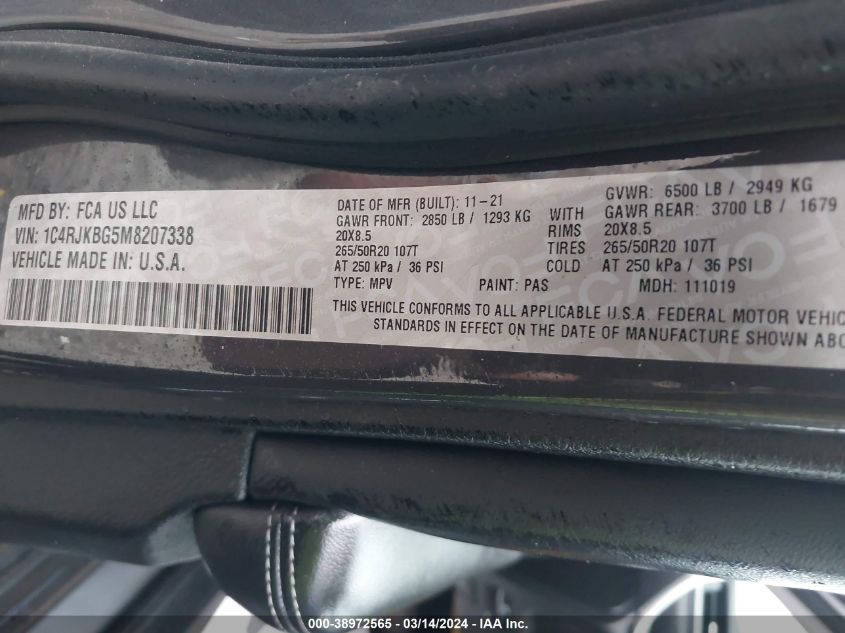 MFD BY: FCA US LLC
VIN: 1C4RJKBG5M8207338
VEHICLE MADE IN: U.S.A.
DATE OF MFR (BUILT): 11-21 GVWR: 6500 LB / 2949 KG
GAWR FRONT: 2850 LB / 1293 KG WITH GAWR REAR: 3700 LB / 1679
20X8.5 RIMS 20X8.5
265/50R20 107T TIRES 265/50R20 107T
AT 250 kPa / 36 PSI COLD AT 250 kPa / 36 PSI
TYPE: MPV PAINT: PAS MDH: 111019
THIS VEHICLE CONFORMS TO ALL APPLICABLE U.S.A. FEDERAL MOTOR VEHIC
STANDARDS IN EFFECT ON THE DATE OF MANUFACTURE SHOWN ABO
000-38972565 - 03/14/2024 - IAA Inc.